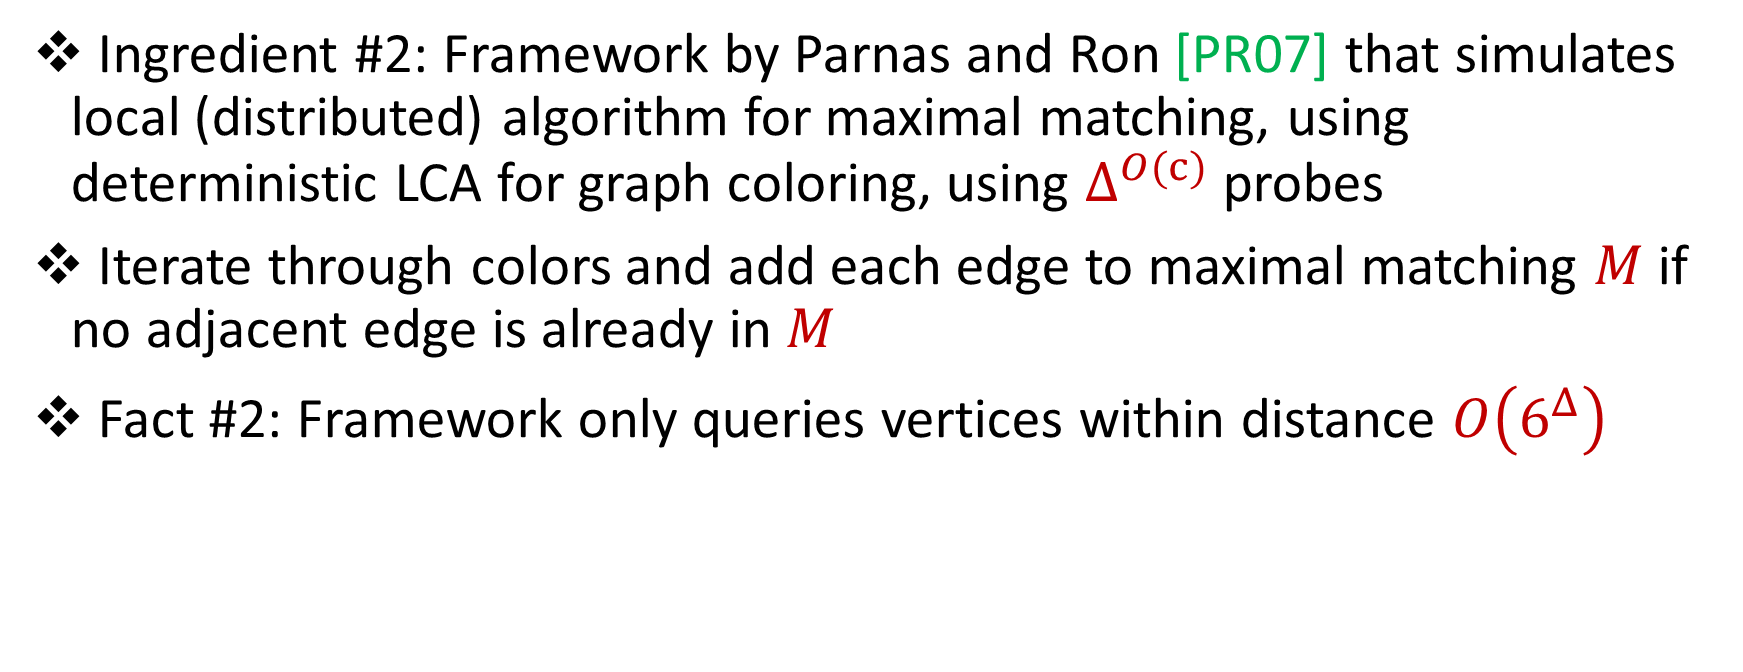 ❖ Ingredient #2: Framework by Parnas and Ron [PR07] that simulates
local (distributed) algorithm for maximal matching, using
deterministic LCA for graph coloring, using Δ^{O(c)} probes
❖ Iterate through colors and add each edge to maximal matching M if
no adjacent edge is already in M
❖ Fact #2: Framework only queries vertices within distance O(6^Δ)